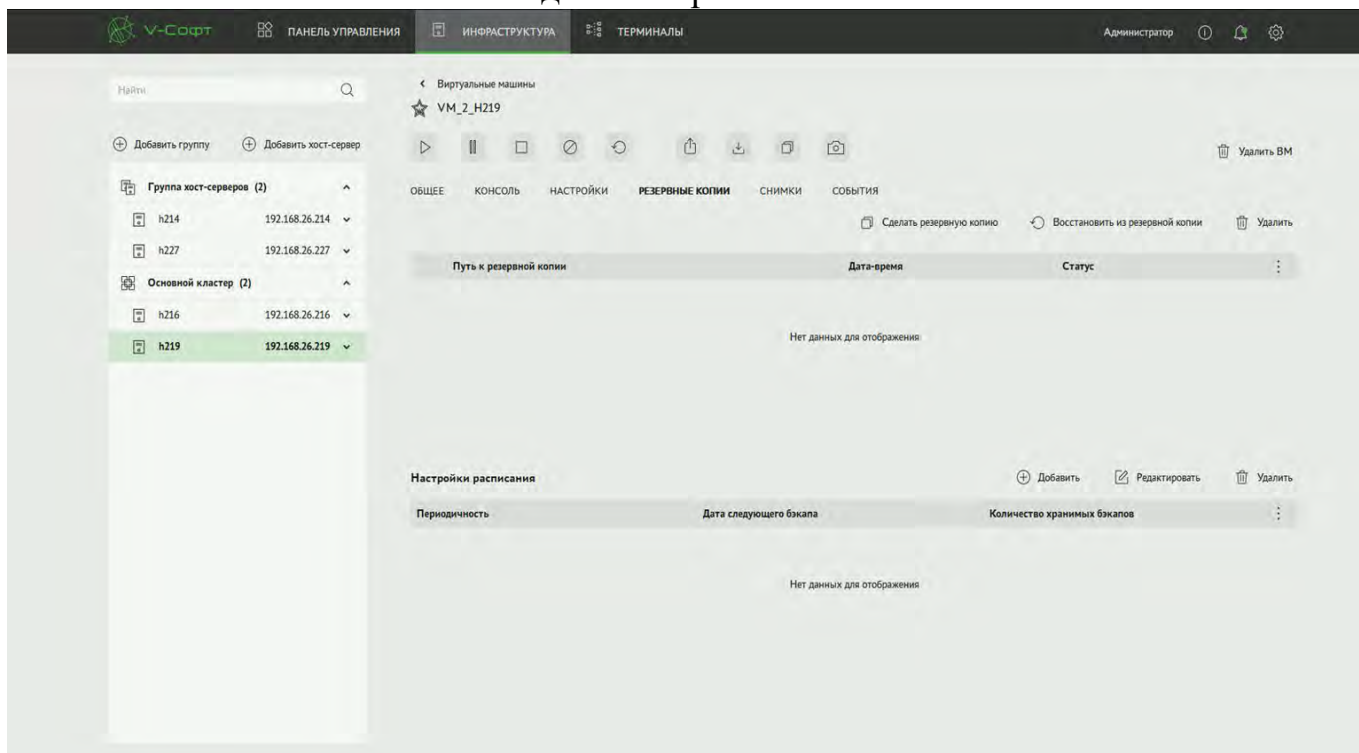 V-Софт ПАНЕЛЬ УПРАВЛЕНИЯ ИНФРАСТРУКТУРА ТЕРМИНАЛЫ Администратор
Найти
Добавить группу Добавить хост-сервер
Группа хост-серверов (2)
h214 192.168.26.214
h227 192.168.26.227
Основной кластер (2)
h216 192.168.26.216
h219 192.168.26.219
Виртуальные машины
VM_2_H219
Удалить ВМ
ОБЩЕЕ КОНСОЛЬ НАСТРОЙКИ РЕЗЕРВНЫЕ КОПИИ СНИМКИ СОБЫТИЯ
Сделать резервную копию Восстановить из резервной копии Удалить
Путь к резервной копии Дата-время Статус
Нет данных для отображения
Настройки расписания Добавить Редактировать Удалить
Периодичность Дата следующего бэкапа Количество хранимых бэкапов
Нет данных для отображения